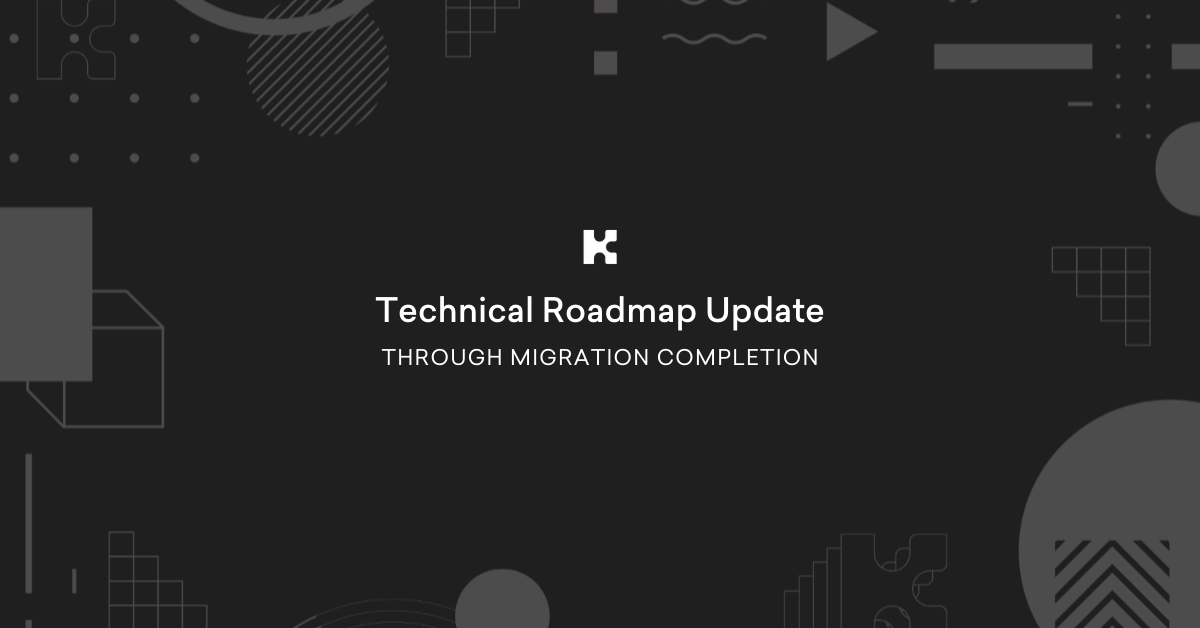 Technical Roadmap Update
THROUGH MIGRATION COMPLETION